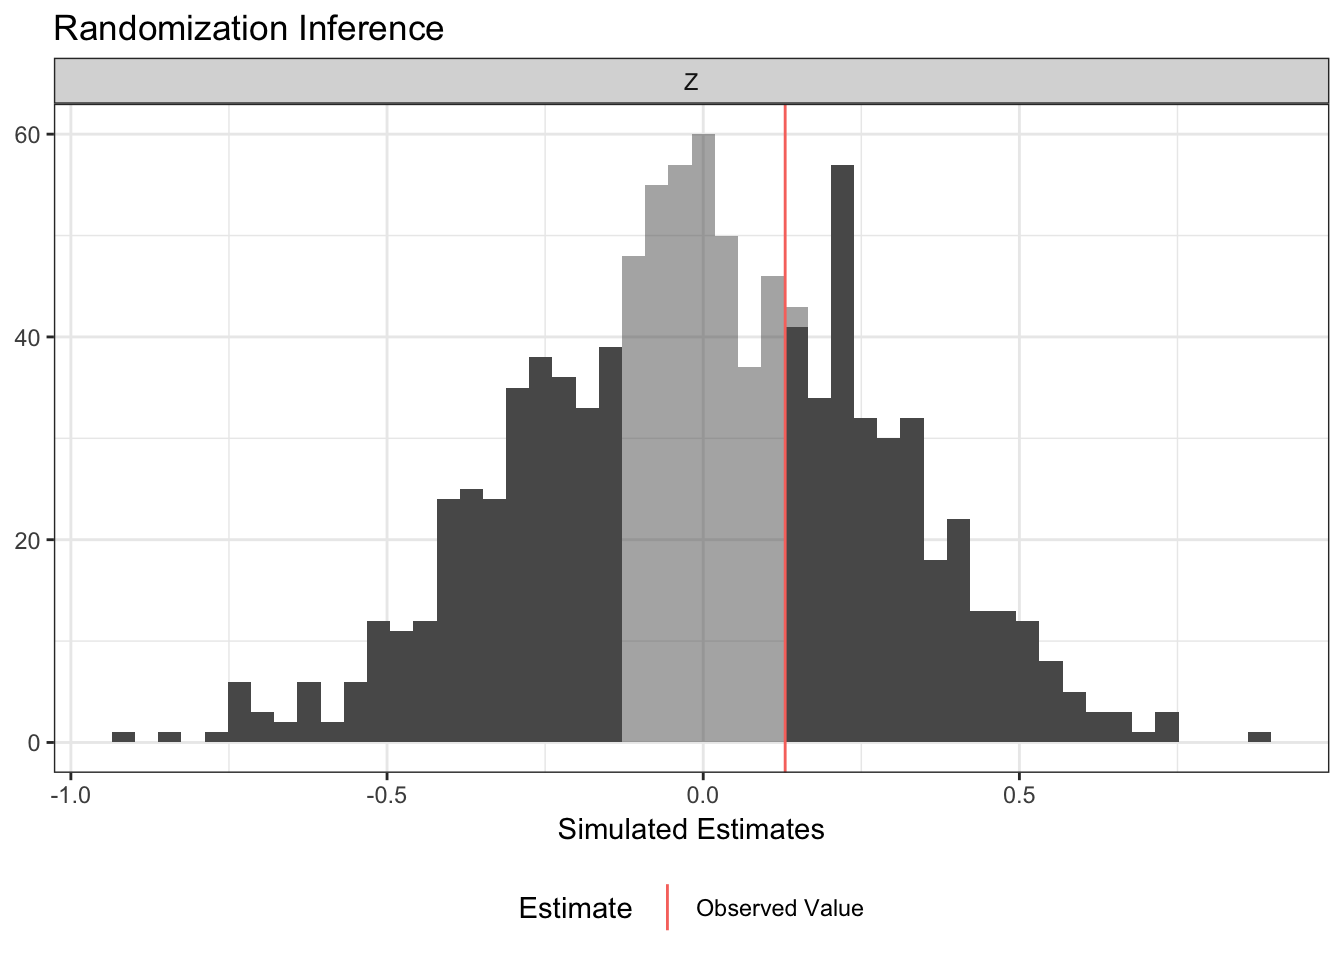 Randomization Inference
Z
60
40
20
0
-1.0 -0.5 0.0 0.5
Simulated Estimates
Estimate Observed Value